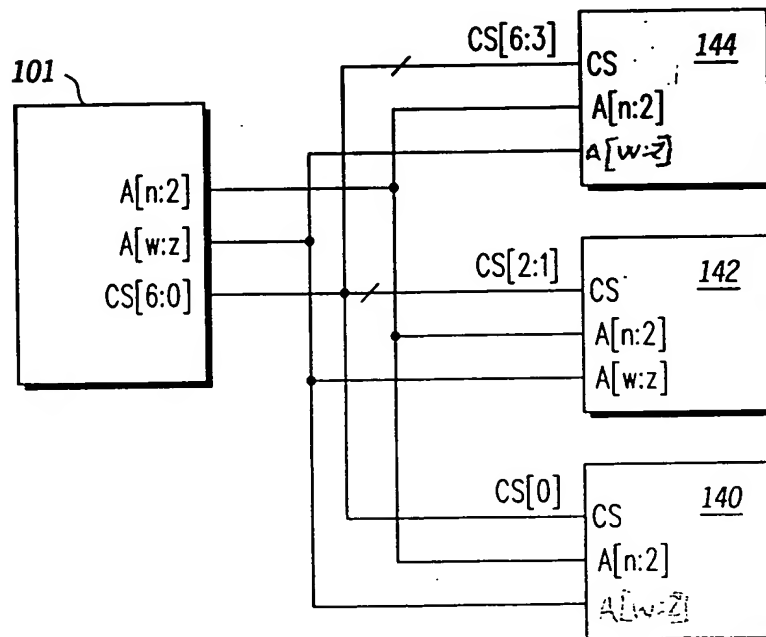 101
A[n:2]
A[w:z]
CS[6:0]
CS[6:3]
144
CS
A[n:2]
A[w:z]
CS[2:1]
142
CS
A[n:2]
A[w:z]
CS[0]
140
CS
A[n:2]
A[w:z]